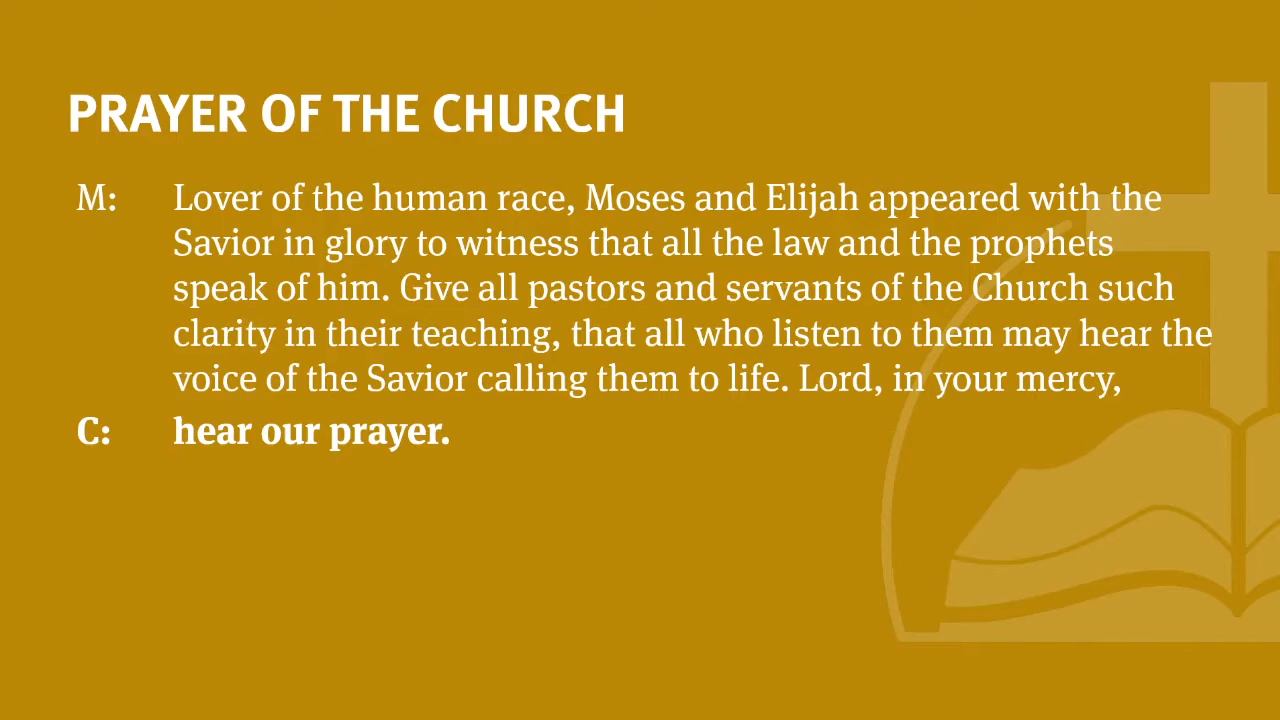 PRAYER OF THE CHURCH
M: Lover of the human race, Moses and Elijah appeared with the
Savior in glory to witness that all the law and the prophets
speak of him. Give all pastors and servants of the Church such
clarity in their teaching, that all who listen to them may hear the
voice of the Savior calling them to life. Lord, in your mercy,
C: hear our prayer.